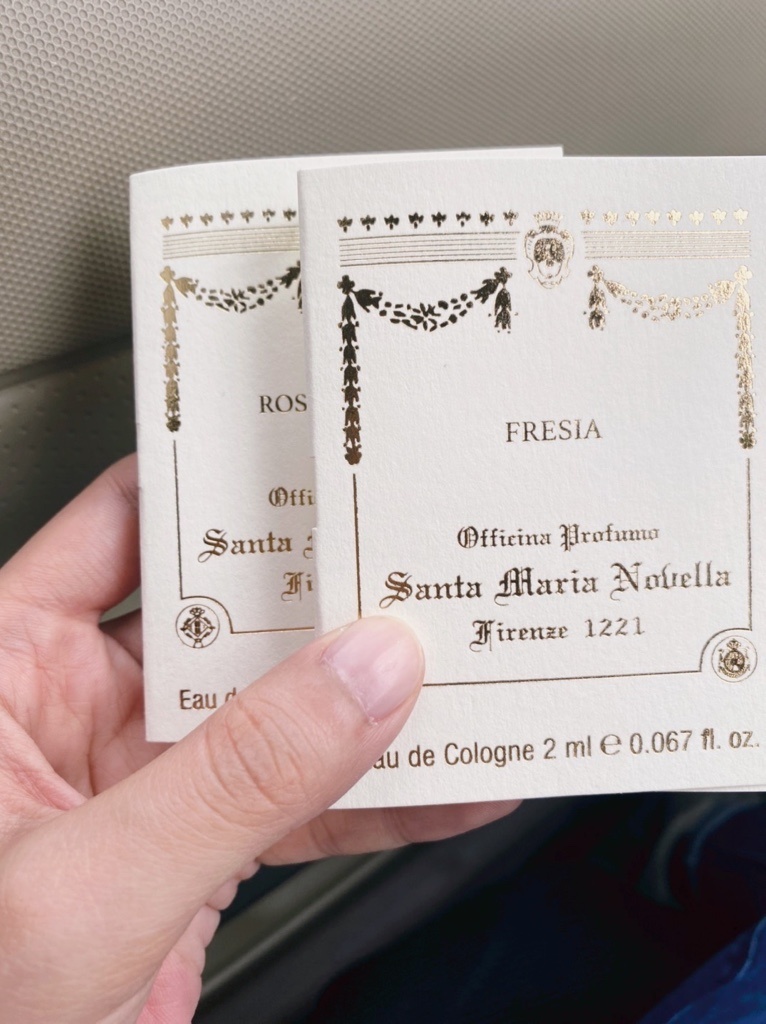 ROS
Offi
Santa
Fi
Eau d
FRESIA
Officina Profumo
Santa Maria Novella
Firenze 1221
au de Cologne 2 ml ℮ 0.067 fl. oz.